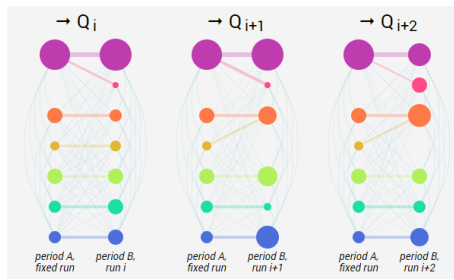 → Q i
→ Q i+1
→ Q i+2
period A,
fixed run
period B,
run i
period A,
fixed run
period B,
run i+1
period A,
fixed run
period B,
run i+2